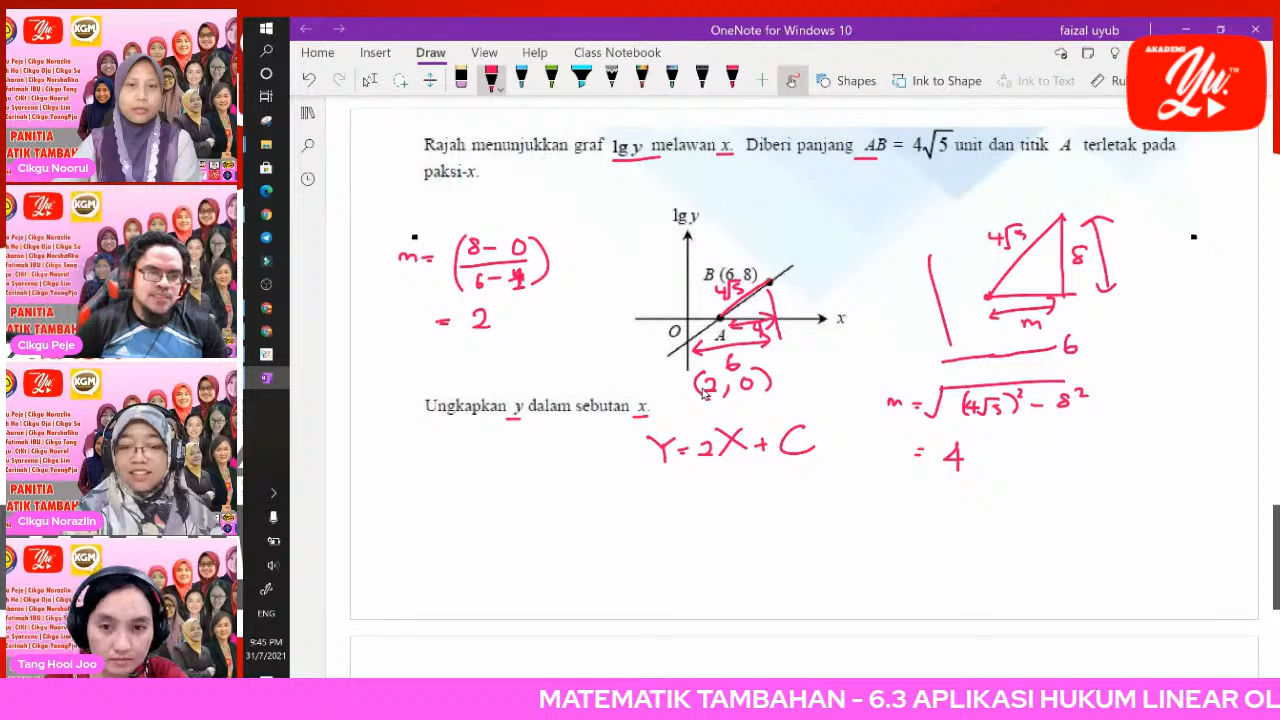 OneNote for Windows 10
faizal uyub
Home Insert Draw View Help Class Notebook
Shapes Ink to Shape Ink to Text Ru
AKADEMI
Yu.™
Rajah menunjukkan graf lg y melawan x. Diberi panjang AB = 4√5 unit dan titik A terletak pada
paksi-x.
lg y
m = (8 - 0 / 6 - 4)
= 2
B (6, 8)
4√5
x
O
A
4
6
(2, 0)
4√5
8
m
6
Ungkapkan y dalam sebutan x.
m = √(4√5)² - 8²
= 4
Y = 2X + C
Cikgu Noorul
Cikgu Peje
Cikgu Norazlin
Tang Hooi Joo
KGM
PANITIA
ENG
9:45 PM
31/7/2021
MATEMATIK TAMBAHAN - 6.3 APLIKASI HUKUM LINEAR OL